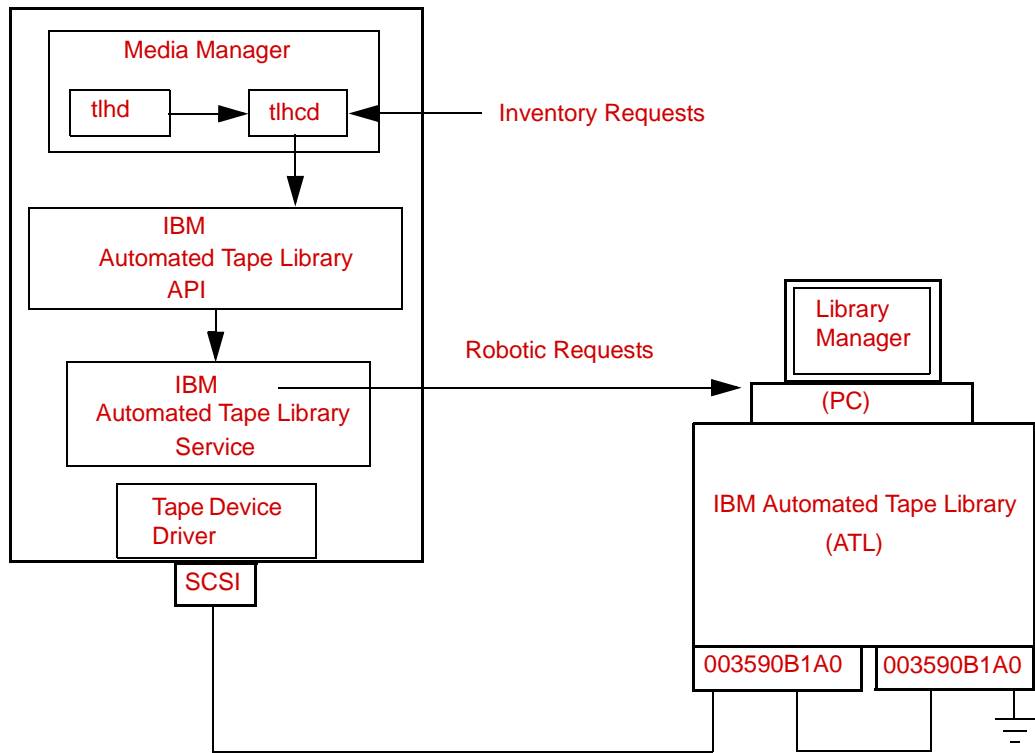 Media Manager
tlhd
tlhcd
Inventory Requests
IBM
Automated Tape Library
API
Robotic Requests
IBM
Automated Tape Library
Service
Tape Device
Driver
SCSI
Library
Manager
(PC)
IBM Automated Tape Library
(ATL)
003590B1A0
003590B1A0